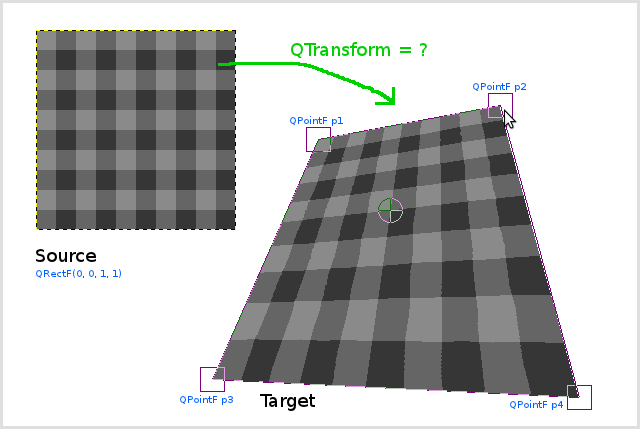 QTransform = ?
QPointF p2
QPointF p1
Source
QRectF(0, 0, 1, 1)
QPointF p3
Target
QPointF p4